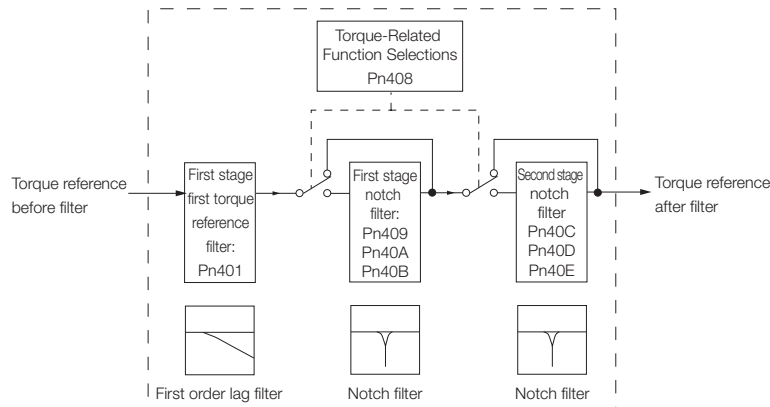 Torque-Related
Function Selections
Pn408
Torque reference
before filter
First stage
first torque
reference
filter:
Pn401
First stage
notch
filter:
Pn409
Pn40A
Pn40B
Second stage
notch
filter
Pn40C
Pn40D
Pn40E
Torque reference
after filter
First order lag filter
Notch filter
Notch filter